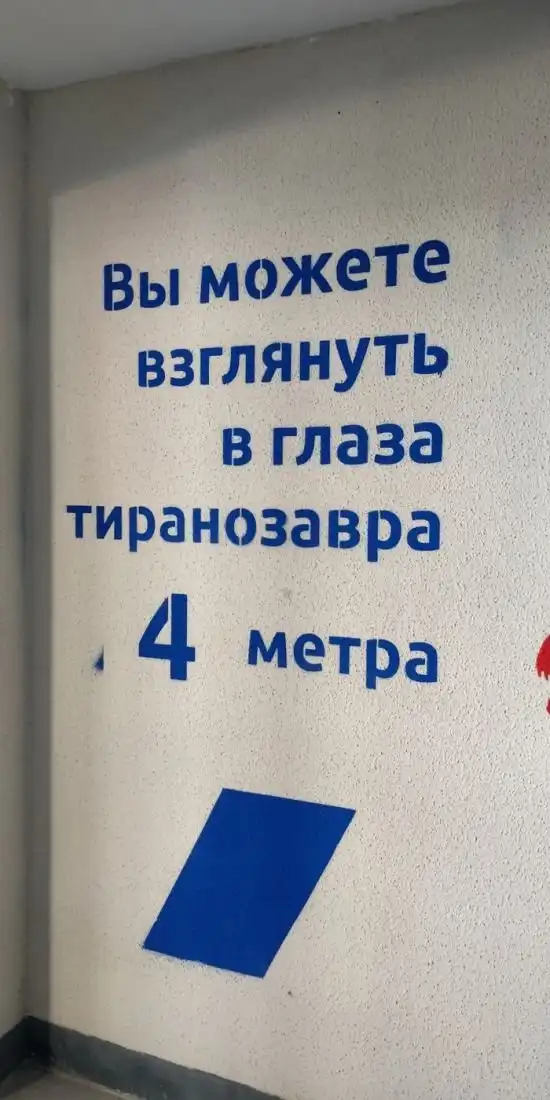 Вы можете
взглянуть
в глаза
тиранозавра
4 метра